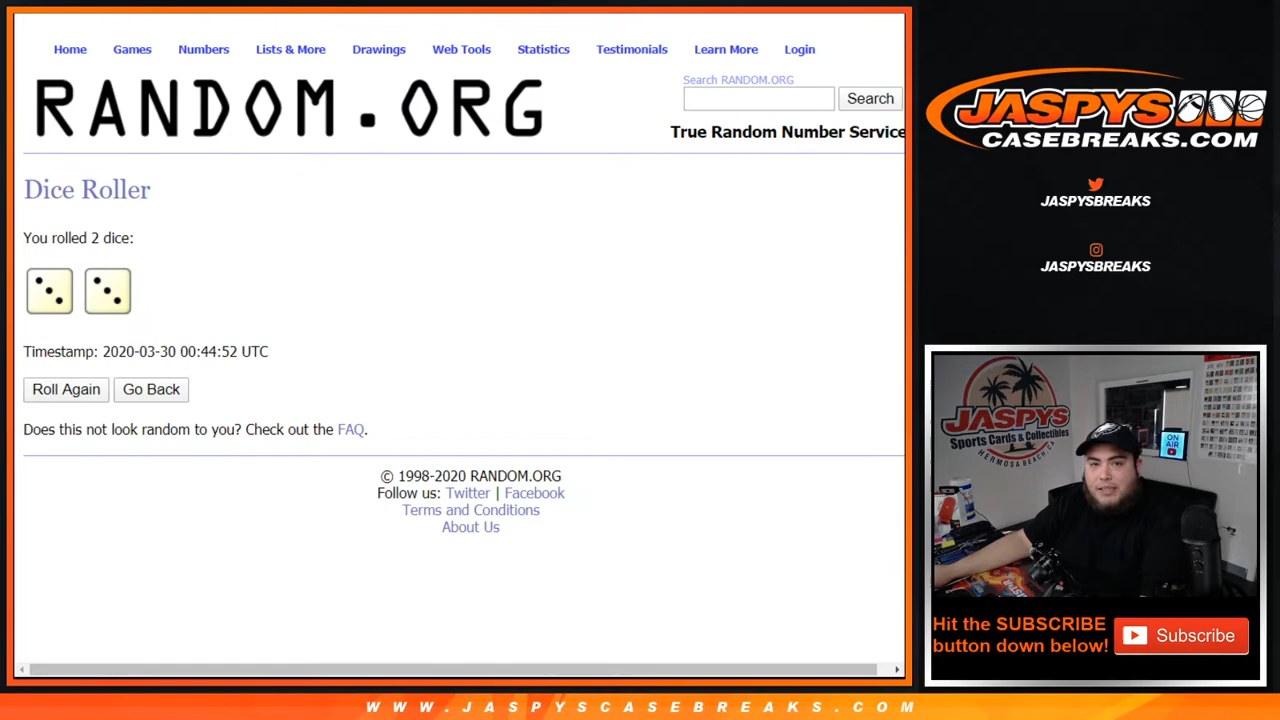 Home Games Numbers Lists & More Drawings Web Tools Statistics Testimonials Learn More Login
RANDOM.ORG
Search RANDOM.ORG
Search
True Random Number Service
Dice Roller
You rolled 2 dice:
Timestamp: 2020-03-30 00:44:52 UTC
Roll Again Go Back
Does this not look random to you? Check out the FAQ.
© 1998-2020 RANDOM.ORG
Follow us: Twitter | Facebook
Terms and Conditions
About Us
JASPYS
CASEBREAKS.COM
JASPYSBREAKS
JASPYSBREAKS
JASPYS
Sports Cards & Collectibles
HERMOSA BEACH, CA
ON
AIR
Hit the SUBSCRIBE
button down below!
Subscribe
WWW.JASPYSCASEBREAKS.COM